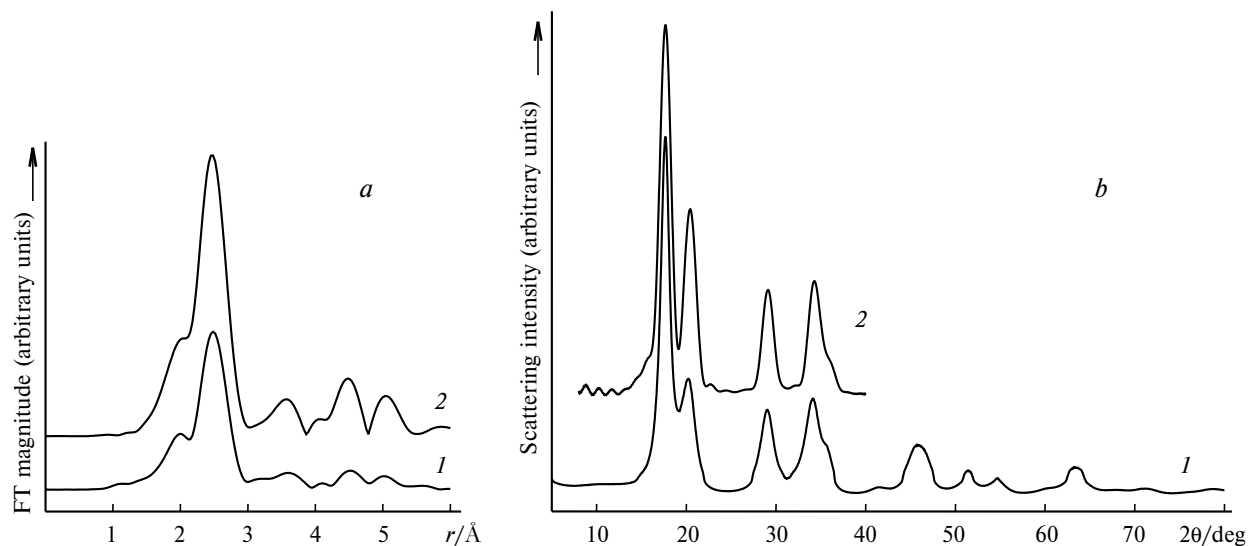 FT magnitude (arbitrary units)
a
2
1
1 2 3 4 5 r/Å
Scattering intensity (arbitrary units)
b
2
1
10 20 30 40 50 60 70 2θ/deg